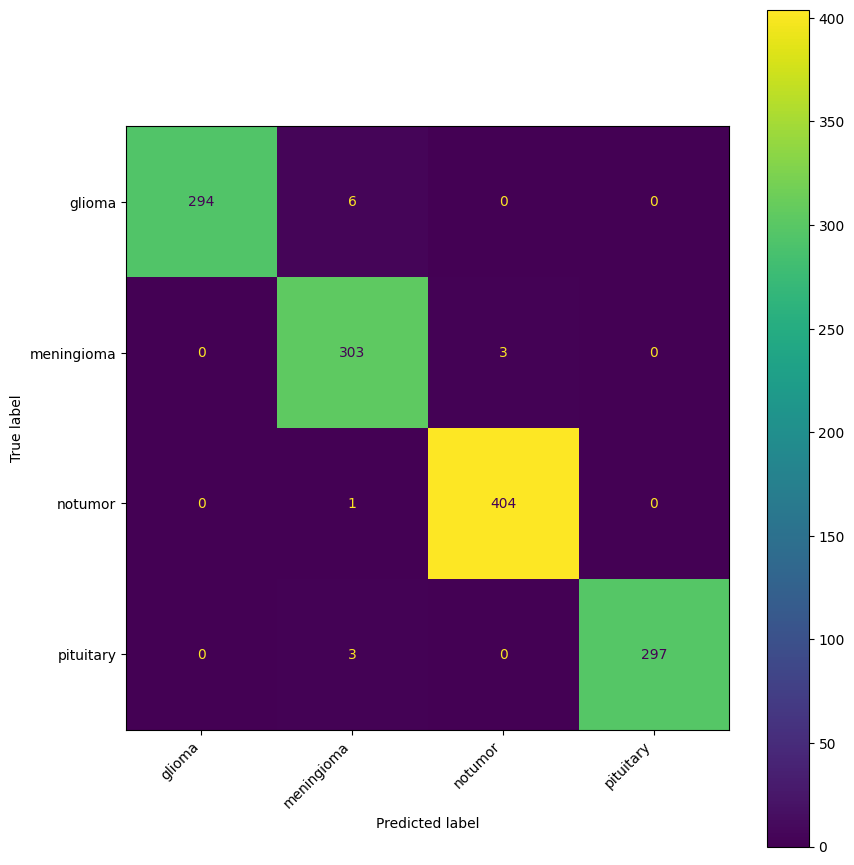 glioma 294 6 0 0
meningioma 0 303 3 0
notumor 0 1 404 0
pituitary 0 3 0 297
True label
glioma meningioma notumor pituitary
Predicted label
400
350
300
250
200
150
100
50
0